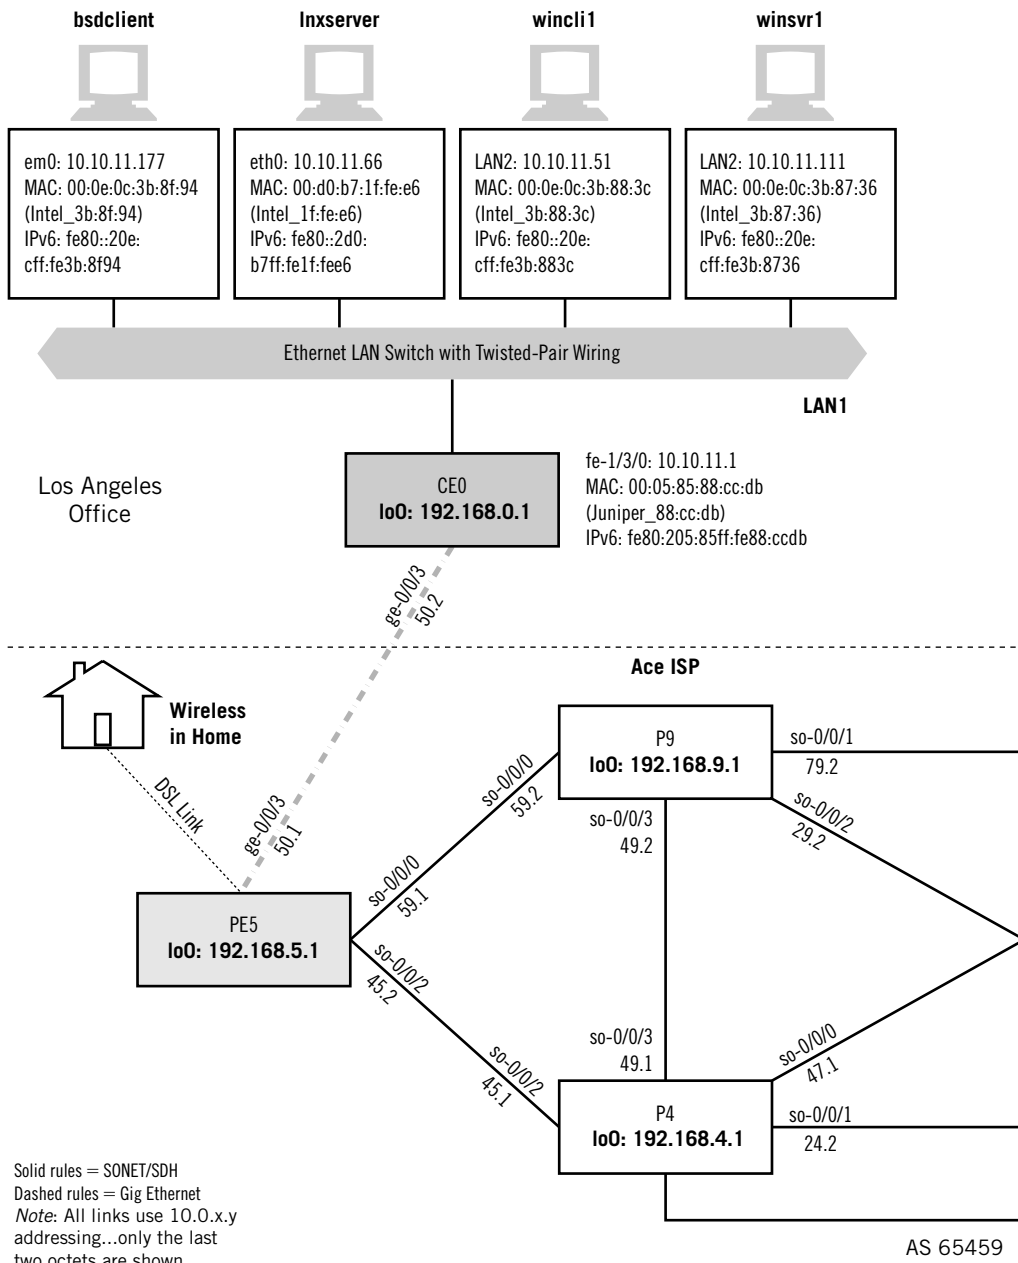 bsdclient
lnxserver
wincli1
winsvr1
em0: 10.10.11.177
MAC: 00:0e:0c:3b:8f:94
(Intel_3b:8f:94)
IPv6: fe80::20e:
cff:fe3b:8f94
eth0: 10.10.11.66
MAC: 00:d0:b7:1f:fe:e6
(Intel_1f:fe:e6)
IPv6: fe80::2d0:
b7ff:fe1f:fee6
LAN2: 10.10.11.51
MAC: 00:0e:0c:3b:88:3c
(Intel_3b:88:3c)
IPv6: fe80::20e:
cff:fe3b:883c
LAN2: 10.10.11.111
MAC: 00:0e:0c:3b:87:36
(Intel_3b:87:36)
IPv6: fe80::20e:
cff:fe3b:8736
Ethernet LAN Switch with Twisted-Pair Wiring
LAN1
Los Angeles
Office
CE0
lo0: 192.168.0.1
fe-1/3/0: 10.10.11.1
MAC: 00:05:85:88:cc:db
(Juniper_88:cc:db)
IPv6: fe80:205:85ff:fe88:ccdb
ge-0/0/3
50.2
Ace ISP
Wireless
in Home
DSL Link
ge-0/0/3
50.1
P9
lo0: 192.168.9.1
so-0/0/1
79.2
so-0/0/0
59.2
so-0/0/2
29.2
so-0/0/3
49.2
so-0/0/0
59.1
PE5
lo0: 192.168.5.1
so-0/0/2
45.2
so-0/0/2
45.1
so-0/0/3
49.1
so-0/0/0
47.1
P4
lo0: 192.168.4.1
so-0/0/1
24.2
Solid rules = SONET/SDH
Dashed rules = Gig Ethernet
Note: All links use 10.0.x.y
addressing...only the last
two octets are shown
AS 65459